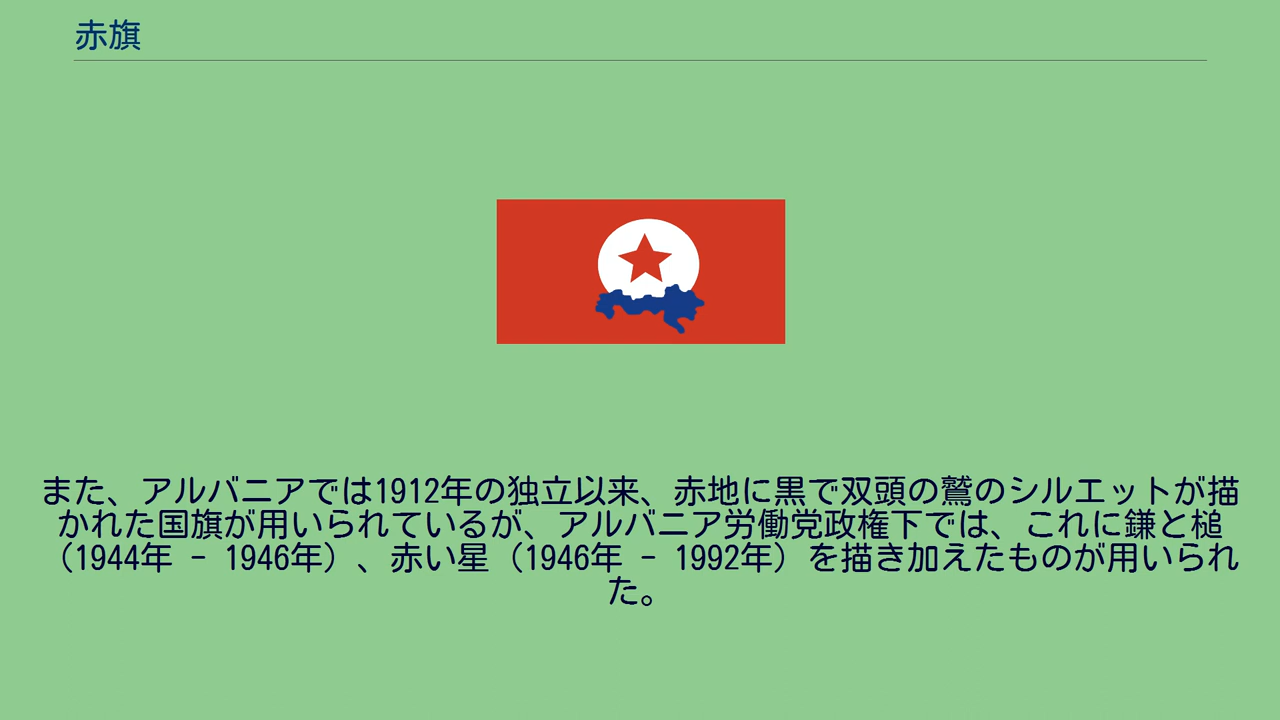 赤旗
また、アルバニアでは1912年の独立以来、赤地に黒で双頭の鷲のシルエットが描
かれた国旗が用いられているが、アルバニア労働党政権下では、これに鎌と槌
（1944年 － 1946年）、赤い星（1946年 － 1992年）を描き加えたものが用いられ
た。